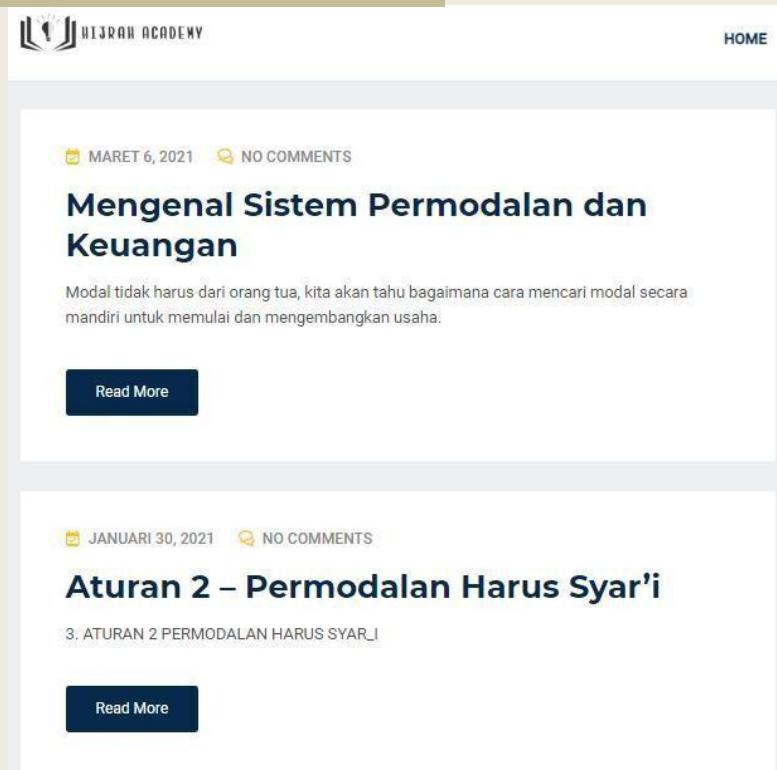 HIJRAH ACADEMY
HOME
MARET 6, 2021 NO COMMENTS
Mengenal Sistem Permodalan dan
Keuangan
Modal tidak harus dari orang tua, kita akan tahu bagaimana cara mencari modal secara
mandiri untuk memulai dan mengembangkan usaha.
Read More
JANUARI 30, 2021 NO COMMENTS
Aturan 2 – Permodalan Harus Syar’i
3. ATURAN 2 PERMODALAN HARUS SYAR_I
Read More